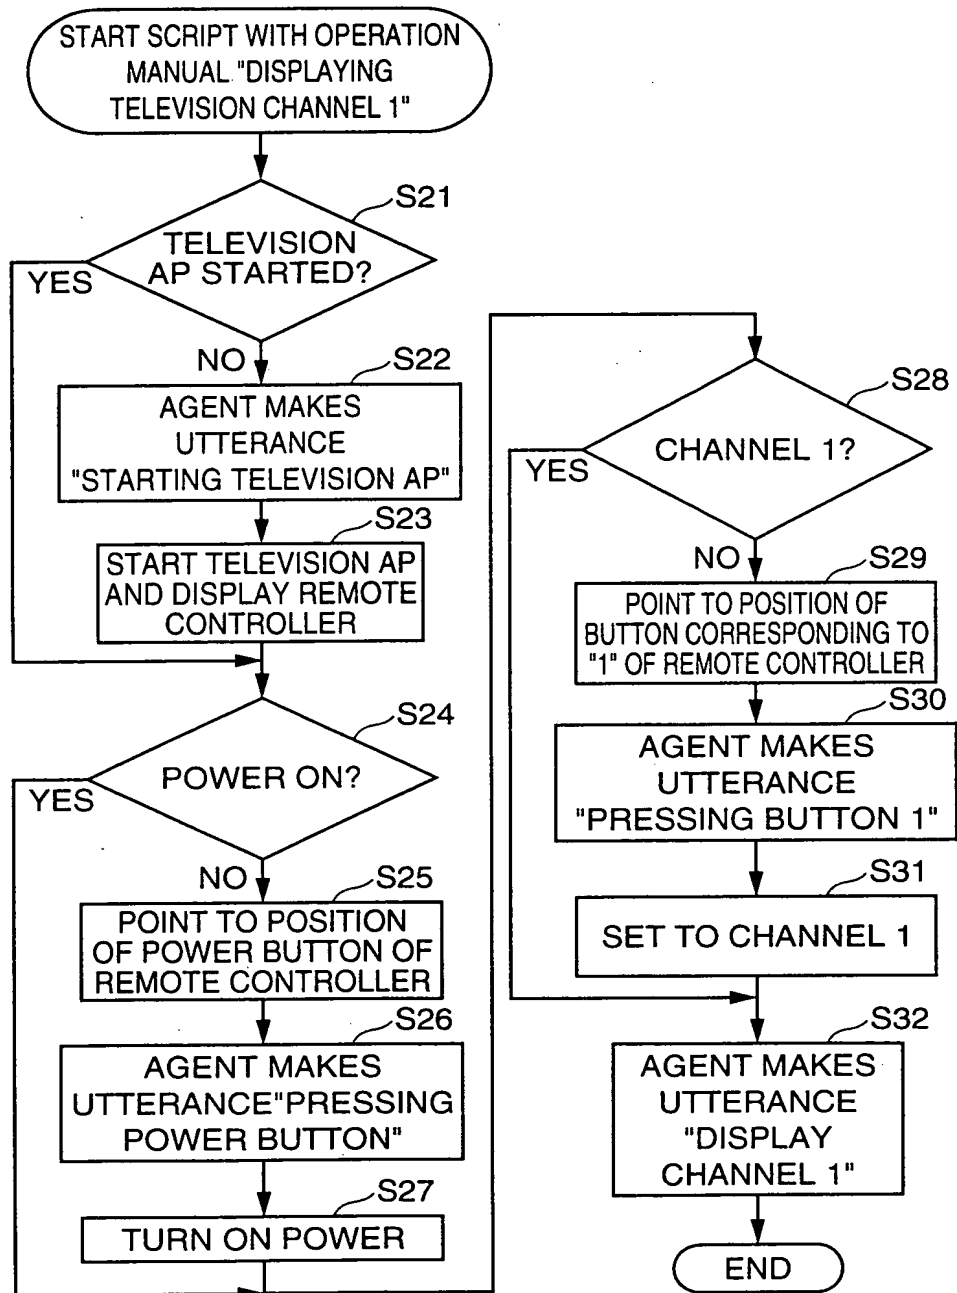 START SCRIPT WITH OPERATION
MANUAL "DISPLAYING
TELEVISION CHANNEL 1"
S21
TELEVISION
AP STARTED?
YES
NO
S22
AGENT MAKES
UTTERANCE
"STARTING TELEVISION AP"
S23
START TELEVISION AP
AND DISPLAY REMOTE
CONTROLLER
S24
POWER ON?
YES
NO
S25
POINT TO POSITION
OF POWER BUTTON OF
REMOTE CONTROLLER
S26
AGENT MAKES
UTTERANCE"PRESSING
POWER BUTTON"
S27
TURN ON POWER
S28
CHANNEL 1?
YES
NO
S29
POINT TO POSITION OF
BUTTON CORRESPONDING TO
"1" OF REMOTE CONTROLLER
S30
AGENT MAKES
UTTERANCE
"PRESSING BUTTON 1"
S31
SET TO CHANNEL 1
S32
AGENT MAKES
UTTERANCE
"DISPLAY
CHANNEL 1"
END